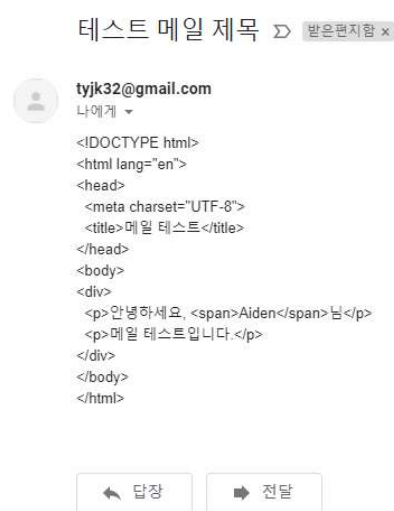 테스트 메일 제목 받은편지함 ×
tyjk32@gmail.com
나에게
<!DOCTYPE html>
<html lang="en">
<head>
<meta charset="UTF-8">
<title>메일 테스트</title>
</head>
<body>
<div>
<p>안녕하세요, <span>Aiden</span>님</p>
<p>메일 테스트입니다.</p>
</div>
</body>
</html>
답장 전달